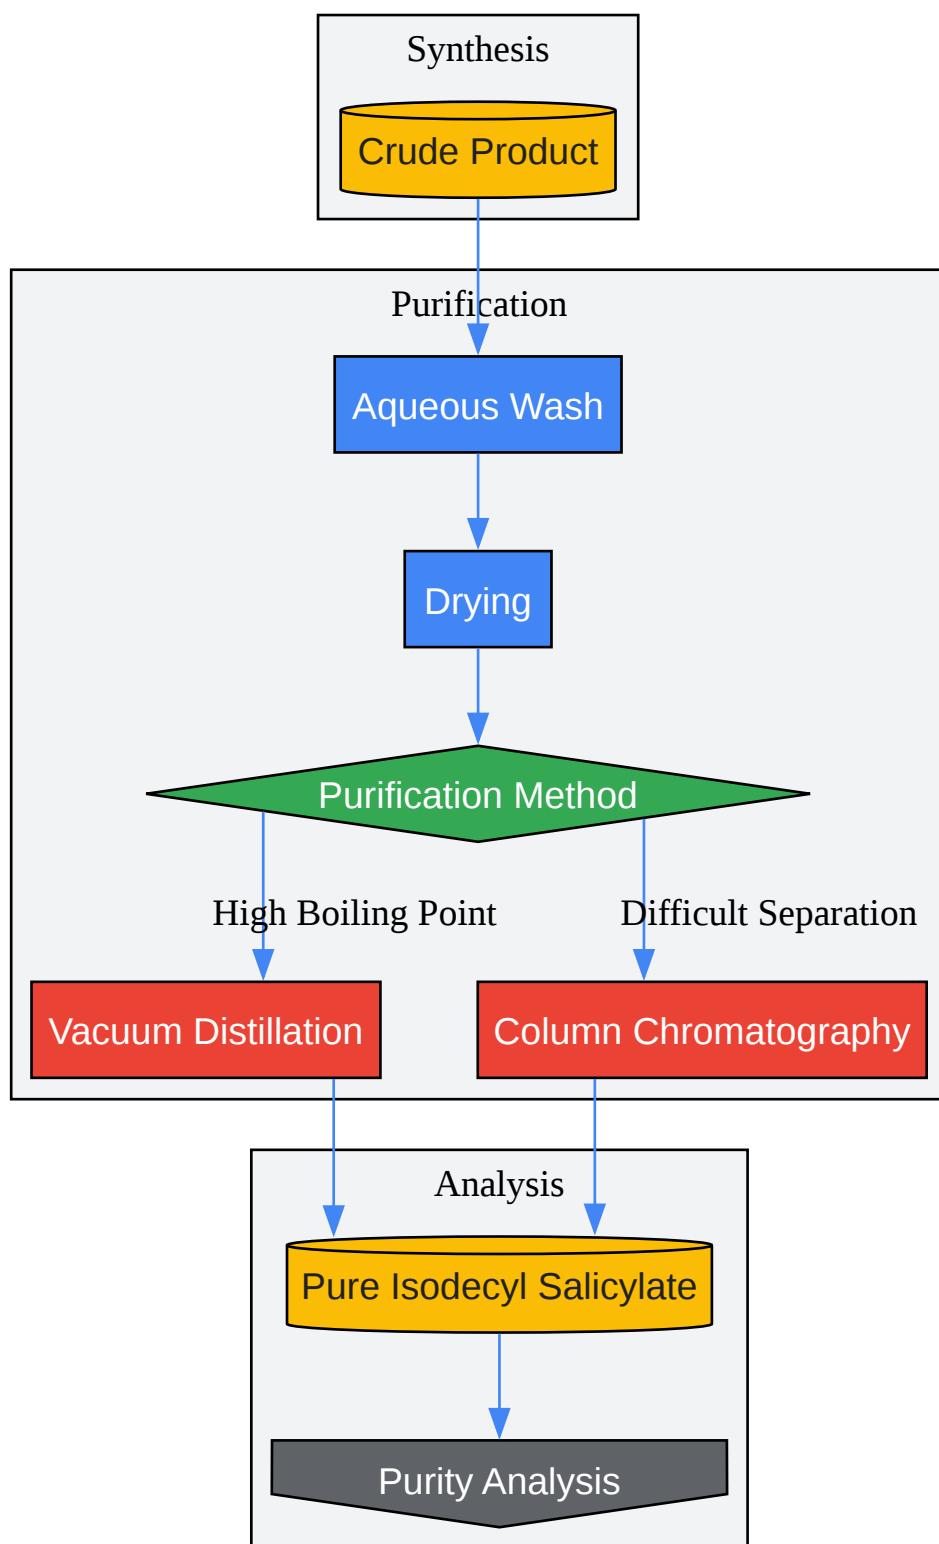 Synthesis
Crude Product
Purification
Aqueous Wash
Drying
Purification Method
High Boiling Point
Difficult Separation
Vacuum Distillation
Column Chromatography
Analysis
Pure Isodecyl Salicylate
Purity Analysis